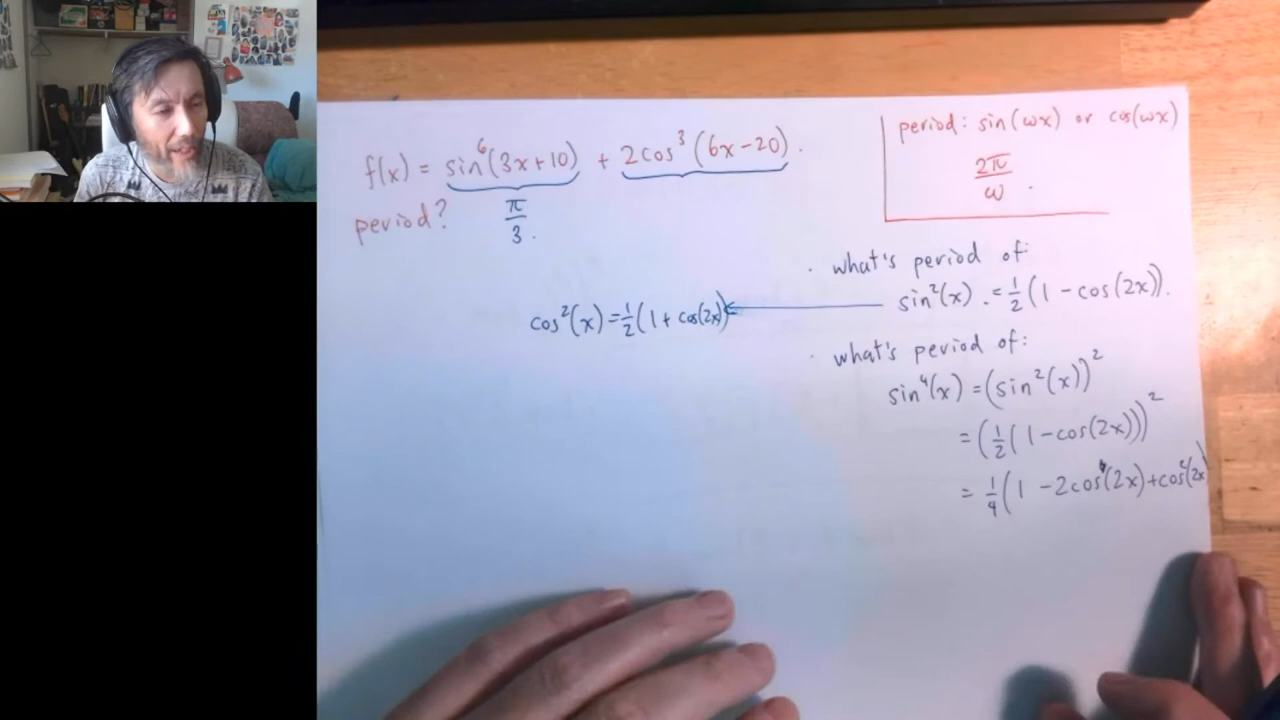 f(x) = sin⁶(3x+10) + 2cos³(6x-20).
period?
π/3.
period: sin(ωx) or cos(ωx)
2π/ω.
· what's period of:
sin²(x). = 1/2(1 - cos(2x)).
cos²(x) = 1/2(1 + cos(2x))
· what's period of:
sin⁴(x) = (sin²(x))²
= (1/2(1-cos(2x)))²
= 1/4(1 - 2cos(2x)+cos²(2x)